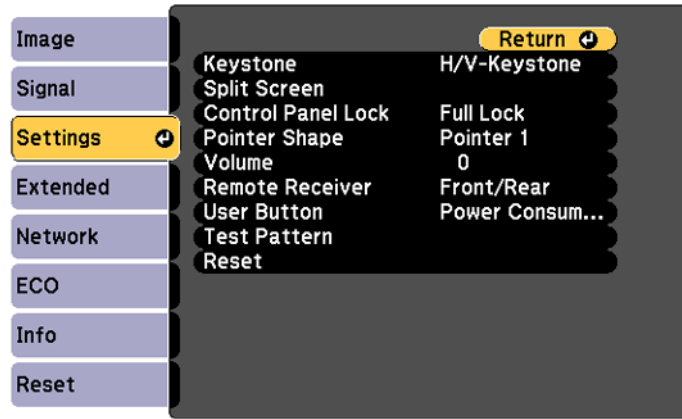 Image
Signal
Settings
Extended
Network
ECO
Info
Reset
Return
Keystone H/V-Keystone
Split Screen
Control Panel Lock Full Lock
Pointer Shape Pointer 1
Volume 0
Remote Receiver Front/Rear
User Button Power Consum...
Test Pattern
Reset